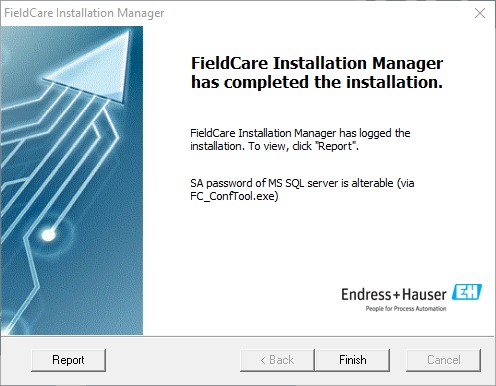 FieldCare Installation Manager
FieldCare Installation Manager
has completed the installation.
FieldCare Installation Manager has logged the
installation. To view, click "Report".
SA password of MS SQL server is alterable (via
FC_ConfTool.exe)
Endress+Hauser EH
People for Process Automation
Report
< Back
Finish
Cancel